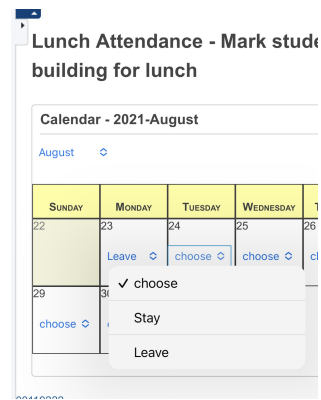 Lunch Attendance - Mark stude
building for lunch
Calendar - 2021-August
August
SUNDAY MONDAY TUESDAY WEDNESDAY
22 23 24 25 26
Leave choose choose
choose
Stay
Leave
29
choose